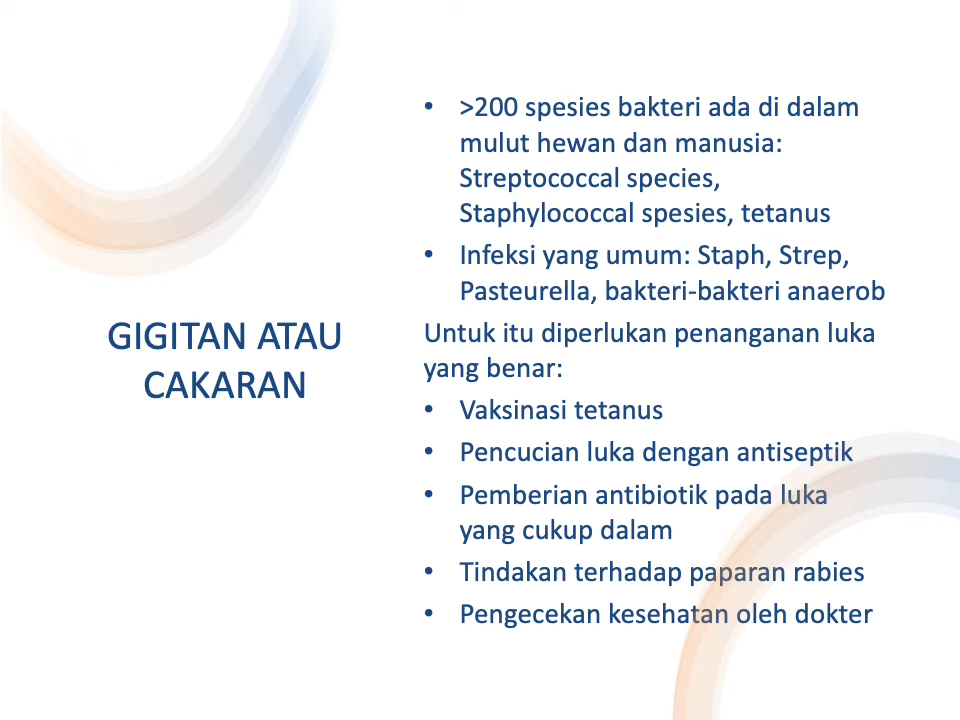 GIGITAN ATAU
CAKARAN
• >200 spesies bakteri ada di dalam
mulut hewan dan manusia:
Streptococcal species,
Staphylococcal spesies, tetanus
• Infeksi yang umum: Staph, Strep,
Pasteurella, bakteri-bakteri anaerob
Untuk itu diperlukan penanganan luka
yang benar:
• Vaksinasi tetanus
• Pencucian luka dengan antiseptik
• Pemberian antibiotik pada luka
yang cukup dalam
• Tindakan terhadap paparan rabies
• Pengecekan kesehatan oleh dokter